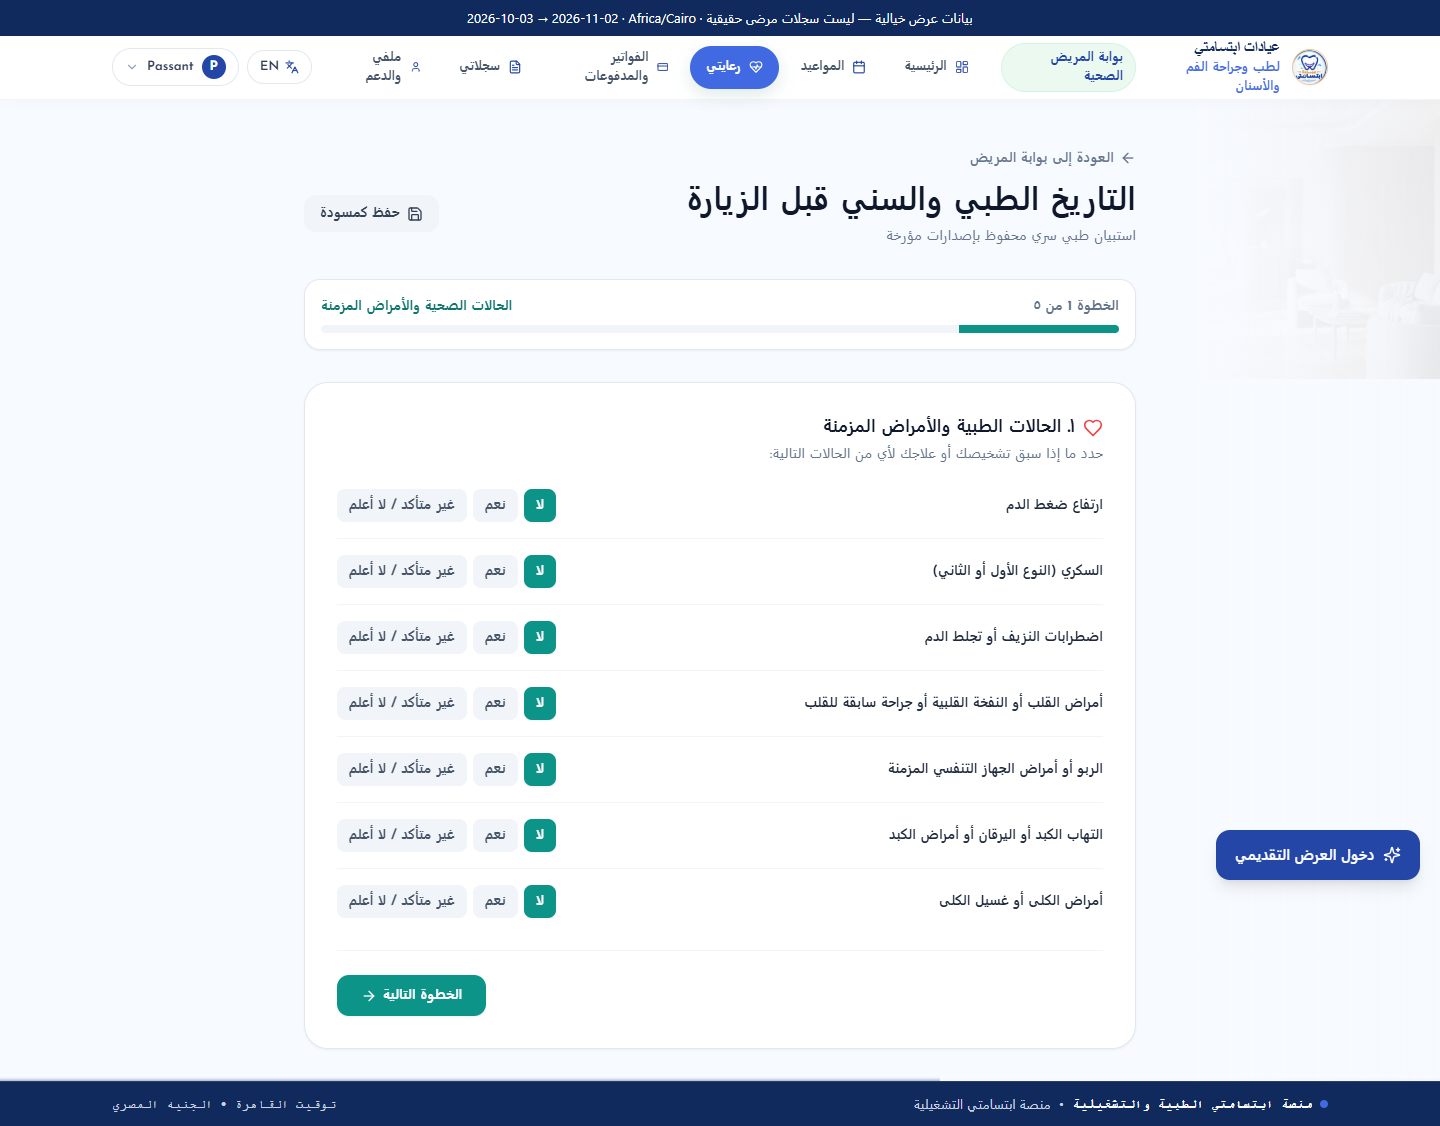 بيانات عرض خيالية — ليست سجلات مرضى حقيقية · Africa/Cairo · 2026-11-02 → 2026-10-03
عيادات ابتسامتي
لطب وجراحة الفم
والأسنان
بوابة المريض
الصحية
الرئيسية
المواعيد
رعايتي
الفواتير
والمدفوعات
سجلاتي
ملفي
والدعم
EN
P Passant
العودة إلى بوابة المريض
التاريخ الطبي والسني قبل الزيارة
استبيان طبي سري محفوظ بإصدارات مؤرخة
حفظ كمسودة
الخطوة 1 من ٥
الحالات الصحية والأمراض المزمنة
١. الحالات الطبية والأمراض المزمنة
حدد ما إذا سبق تشخيصك أو علاجك لأي من الحالات التالية:
ارتفاع ضغط الدم لا نعم غير متأكد / لا أعلم
السكري (النوع الأول أو الثاني) لا نعم غير متأكد / لا أعلم
اضطرابات النزيف أو تجلط الدم لا نعم غير متأكد / لا أعلم
أمراض القلب أو النفخة القلبية أو جراحة سابقة للقلب لا نعم غير متأكد / لا أعلم
الربو أو أمراض الجهاز التنفسي المزمنة لا نعم غير متأكد / لا أعلم
التهاب الكبد أو اليرقان أو أمراض الكبد لا نعم غير متأكد / لا أعلم
أمراض الكلى أو غسيل الكلى لا نعم غير متأكد / لا أعلم
الخطوة التالية
دخول العرض التقديمي
منصة ابتسامتي الطبية والتشغيلية • منصة ابتسامتي التشغيلية
توقيت القاهرة • الجنيه المصري